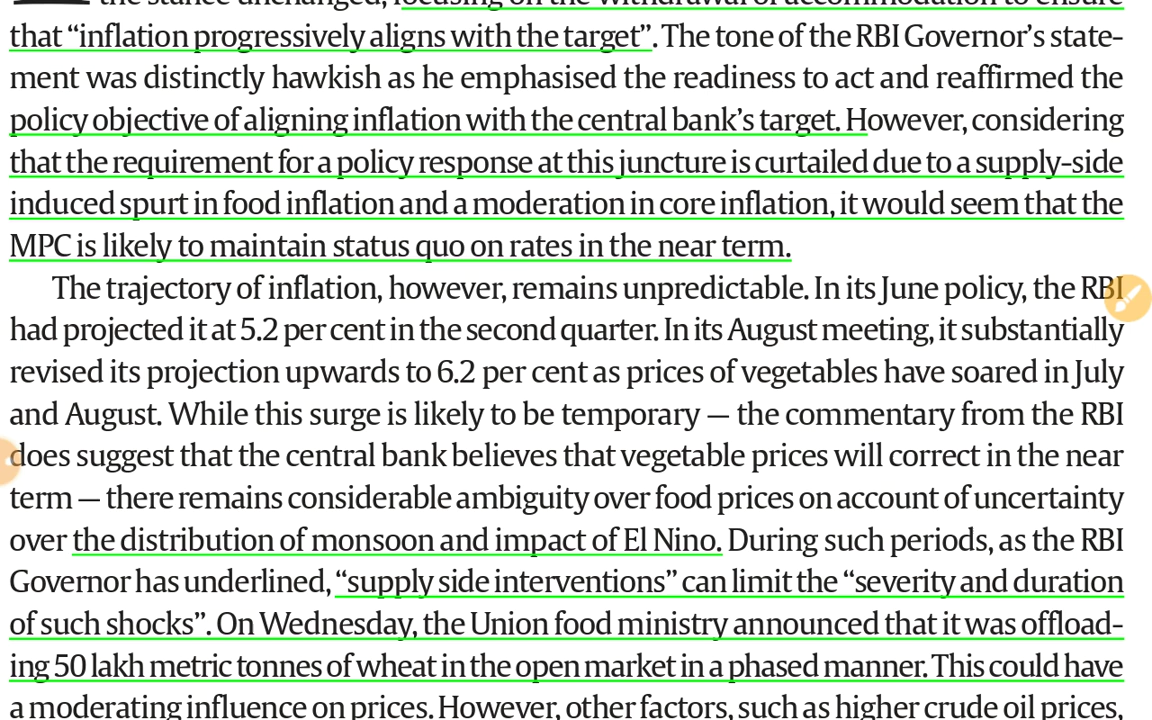 the stance unchanged, focusing on the withdrawal of accommodation to ensure
that “inflation progressively aligns with the target”. The tone of the RBI Governor’s state-
ment was distinctly hawkish as he emphasised the readiness to act and reaffirmed the
policy objective of aligning inflation with the central bank’s target. However, considering
that the requirement for a policy response at this juncture is curtailed due to a supply-side
induced spurt in food inflation and a moderation in core inflation, it would seem that the
MPC is likely to maintain status quo on rates in the near term.
The trajectory of inflation, however, remains unpredictable. In its June policy, the RBI
had projected it at 5.2 per cent in the second quarter. In its August meeting, it substantially
revised its projection upwards to 6.2 per cent as prices of vegetables have soared in July
and August. While this surge is likely to be temporary — the commentary from the RBI
does suggest that the central bank believes that vegetable prices will correct in the near
term — there remains considerable ambiguity over food prices on account of uncertainty
over the distribution of monsoon and impact of El Nino. During such periods, as the RBI
Governor has underlined, “supply side interventions” can limit the “severity and duration
of such shocks”. On Wednesday, the Union food ministry announced that it was offload-
ing 50 lakh metric tonnes of wheat in the open market in a phased manner. This could have
a moderating influence on prices. However, other factors, such as higher crude oil prices,